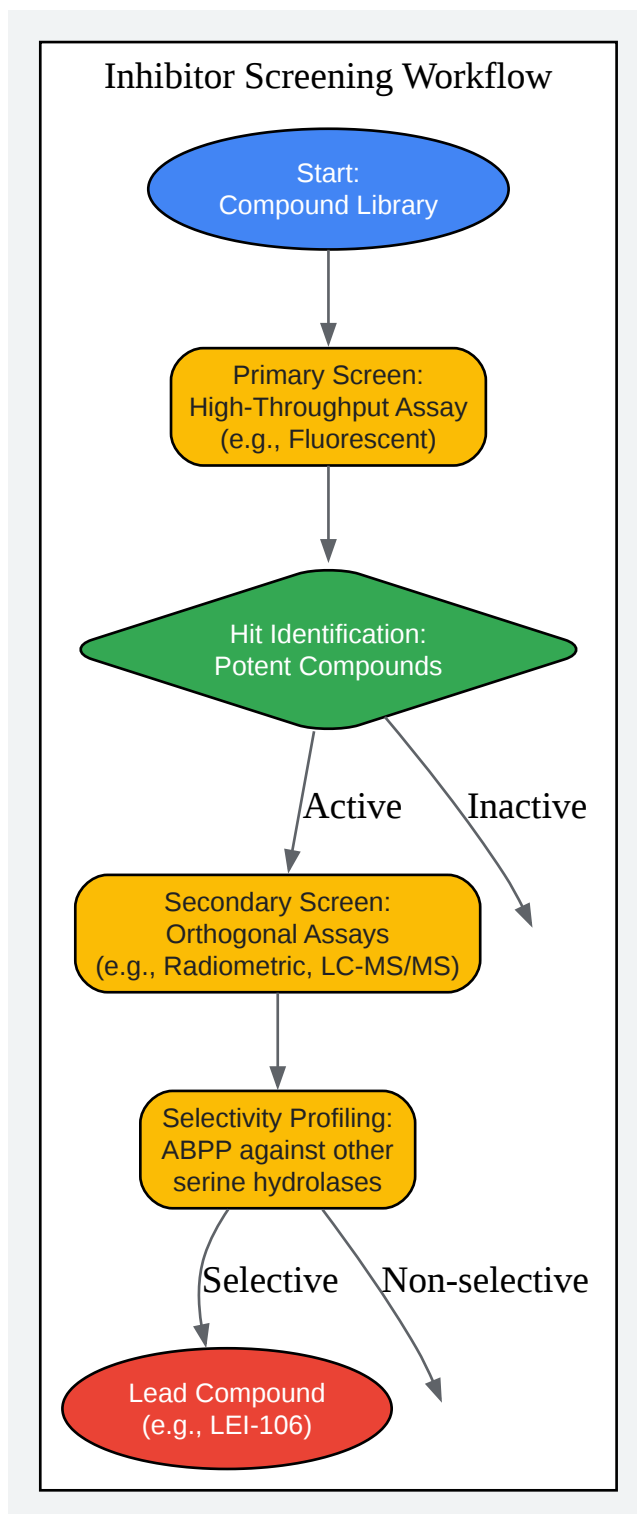 Inhibitor Screening Workflow
Start:
Compound Library
Primary Screen:
High-Throughput Assay
(e.g., Fluorescent)
Hit Identification:
Potent Compounds
Active
Inactive
Secondary Screen:
Orthogonal Assays
(e.g., Radiometric, LC-MS/MS)
Selectivity Profiling:
ABPP against other
serine hydrolases
Selective
Non-selective
Lead Compound
(e.g., LEI-106)